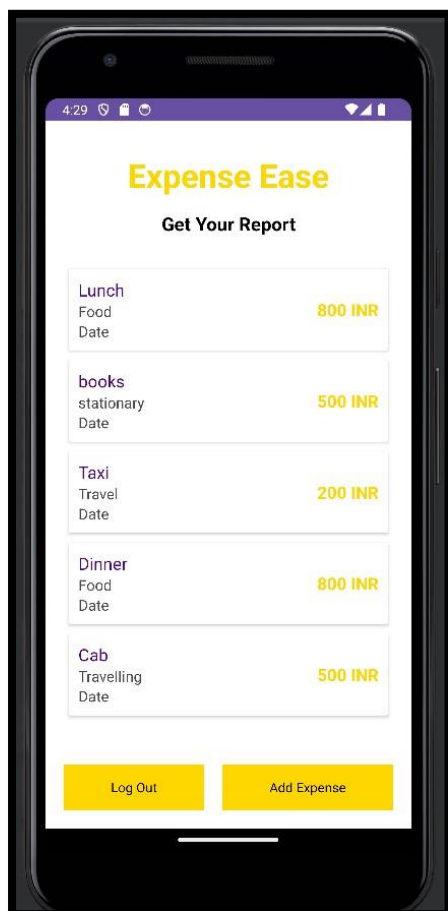 4:29
Expense Ease
Get Your Report
Lunch
Food
Date
800 INR
books
stationary
Date
500 INR
Taxi
Travel
Date
200 INR
Dinner
Food
Date
800 INR
Cab
Travelling
Date
500 INR
Log Out
Add Expense